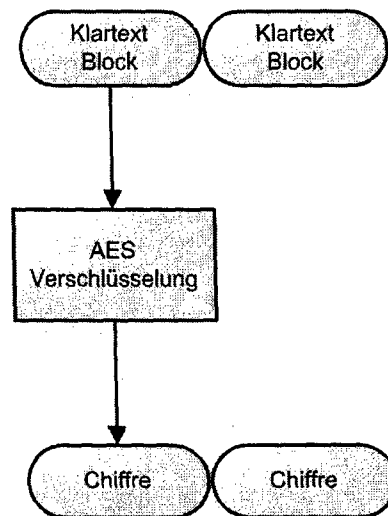 Klartext
Block
Klartext
Block
AES
Verschlüsselung
Chiffre
Chiffre